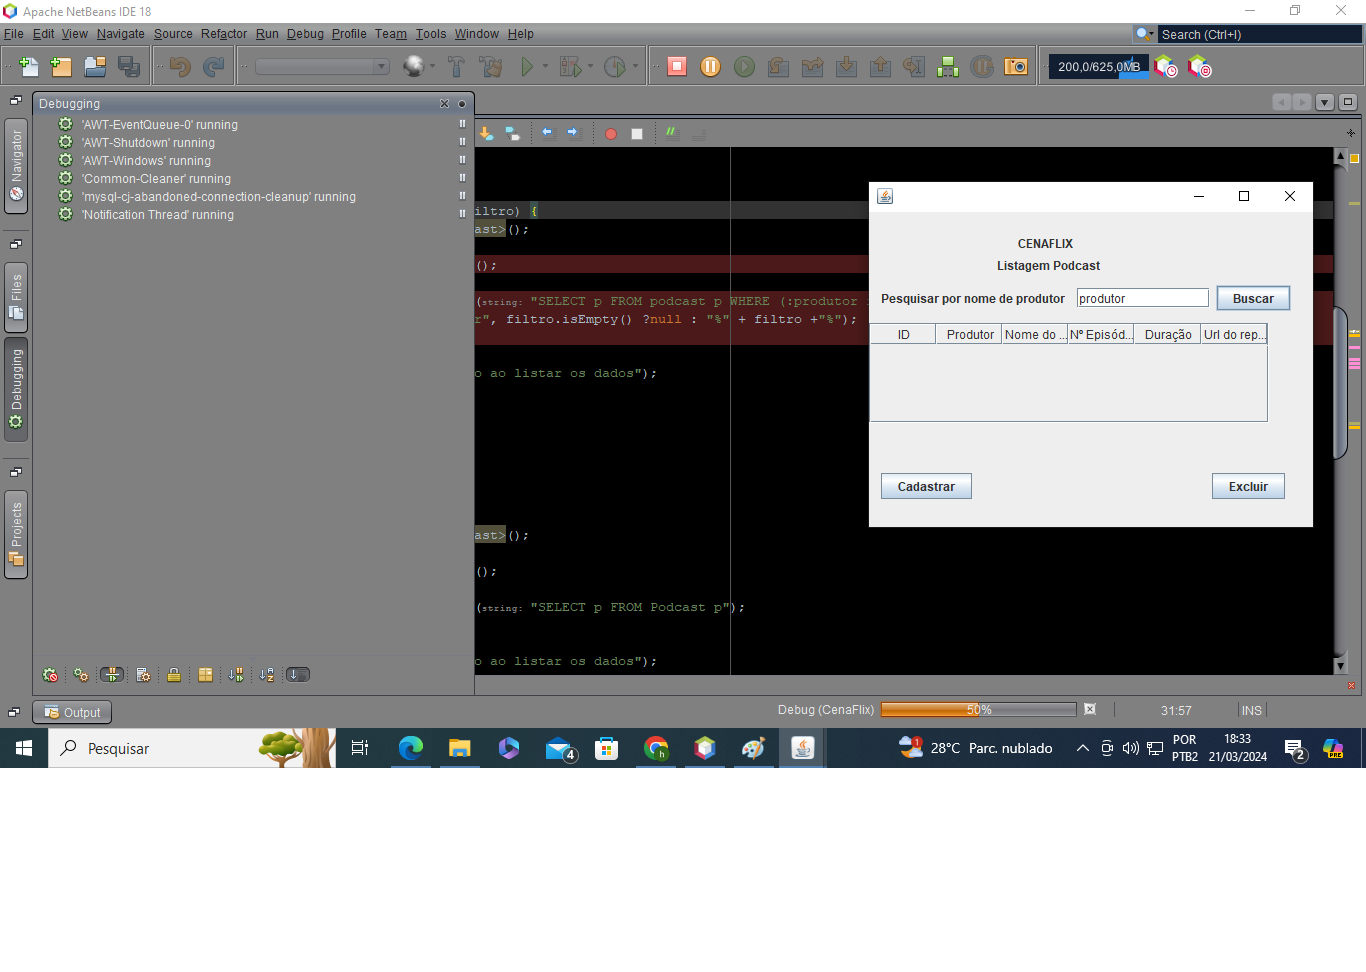 Apache NetBeans IDE 18
File Edit View Navigate Source Refactor Run Debug Profile Team Tools Window Help
Search (Ctrl+I)
200,0/625,0MB
Debugging
'AWT-EventQueue-0' running
'AWT-Shutdown' running
'AWT-Windows' running
'Common-Cleaner' running
'mysql-cj-abandoned-connection-cleanup' running
'Notification Thread' running
Navigator
Files
Debugging
Projects
iltro) {
ast>();
();
(string: "SELECT p FROM podcast p WHERE (:produtor
r", filtro.isEmpty() ?null : "%" + filtro +"%");
o ao listar os dados");
ast>();
();
(string: "SELECT p FROM Podcast p");
o ao listar os dados");
CENAFLIX
Listagem Podcast
Pesquisar por nome de produtor produtor Buscar
ID Produtor Nome do ... Nº Episód... Duração Url do rep...
Cadastrar Excluir
Output
Debug (CenaFlix) 50% 31:57 INS
Pesquisar
4
1
28°C Parc. nublado
POR
PTB2
18:33
21/03/2024
2
PRE